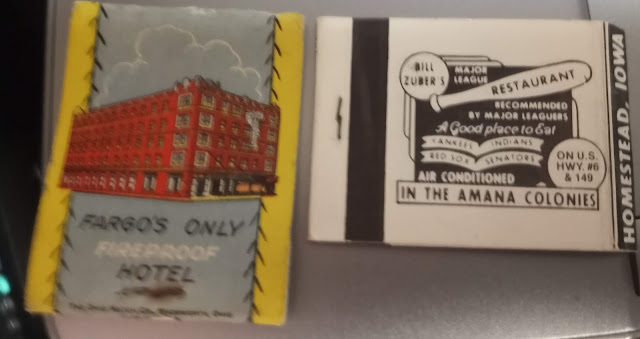 FARGO'S ONLY
FIREPROOF
HOTEL
BILL
ZUBER'S
MAJOR
LEAGUE
RESTAURANT
RECOMMENDED
BY MAJOR LEAGUERS
A Good place to Eat
YANKEES INDIANS
RED SOX SENATORS
AIR CONDITIONED
ON U.S.
HWY. #6
& 149
IN THE AMANA COLONIES
HOMESTEAD, IOWA